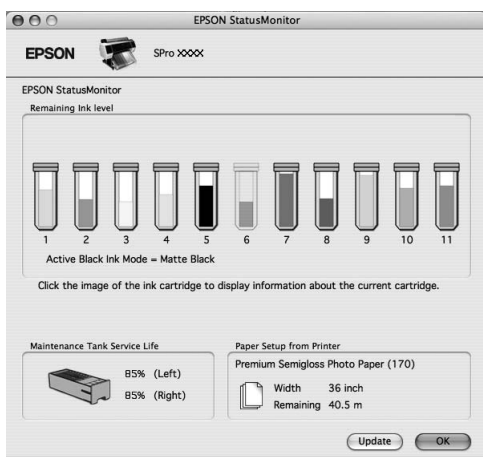 EPSON StatusMonitor
EPSON
SPro XXXX
EPSON StatusMonitor
Remaining Ink level
1 2 3 4 5 6 7 8 9 10 11
Active Black Ink Mode = Matte Black
Click the image of the ink cartridge to display information about the current cartridge.
Maintenance Tank Service Life
85% (Left)
85% (Right)
Paper Setup from Printer
Premium Semigloss Photo Paper (170)
Width 36 inch
Remaining 40.5 m
Update
OK